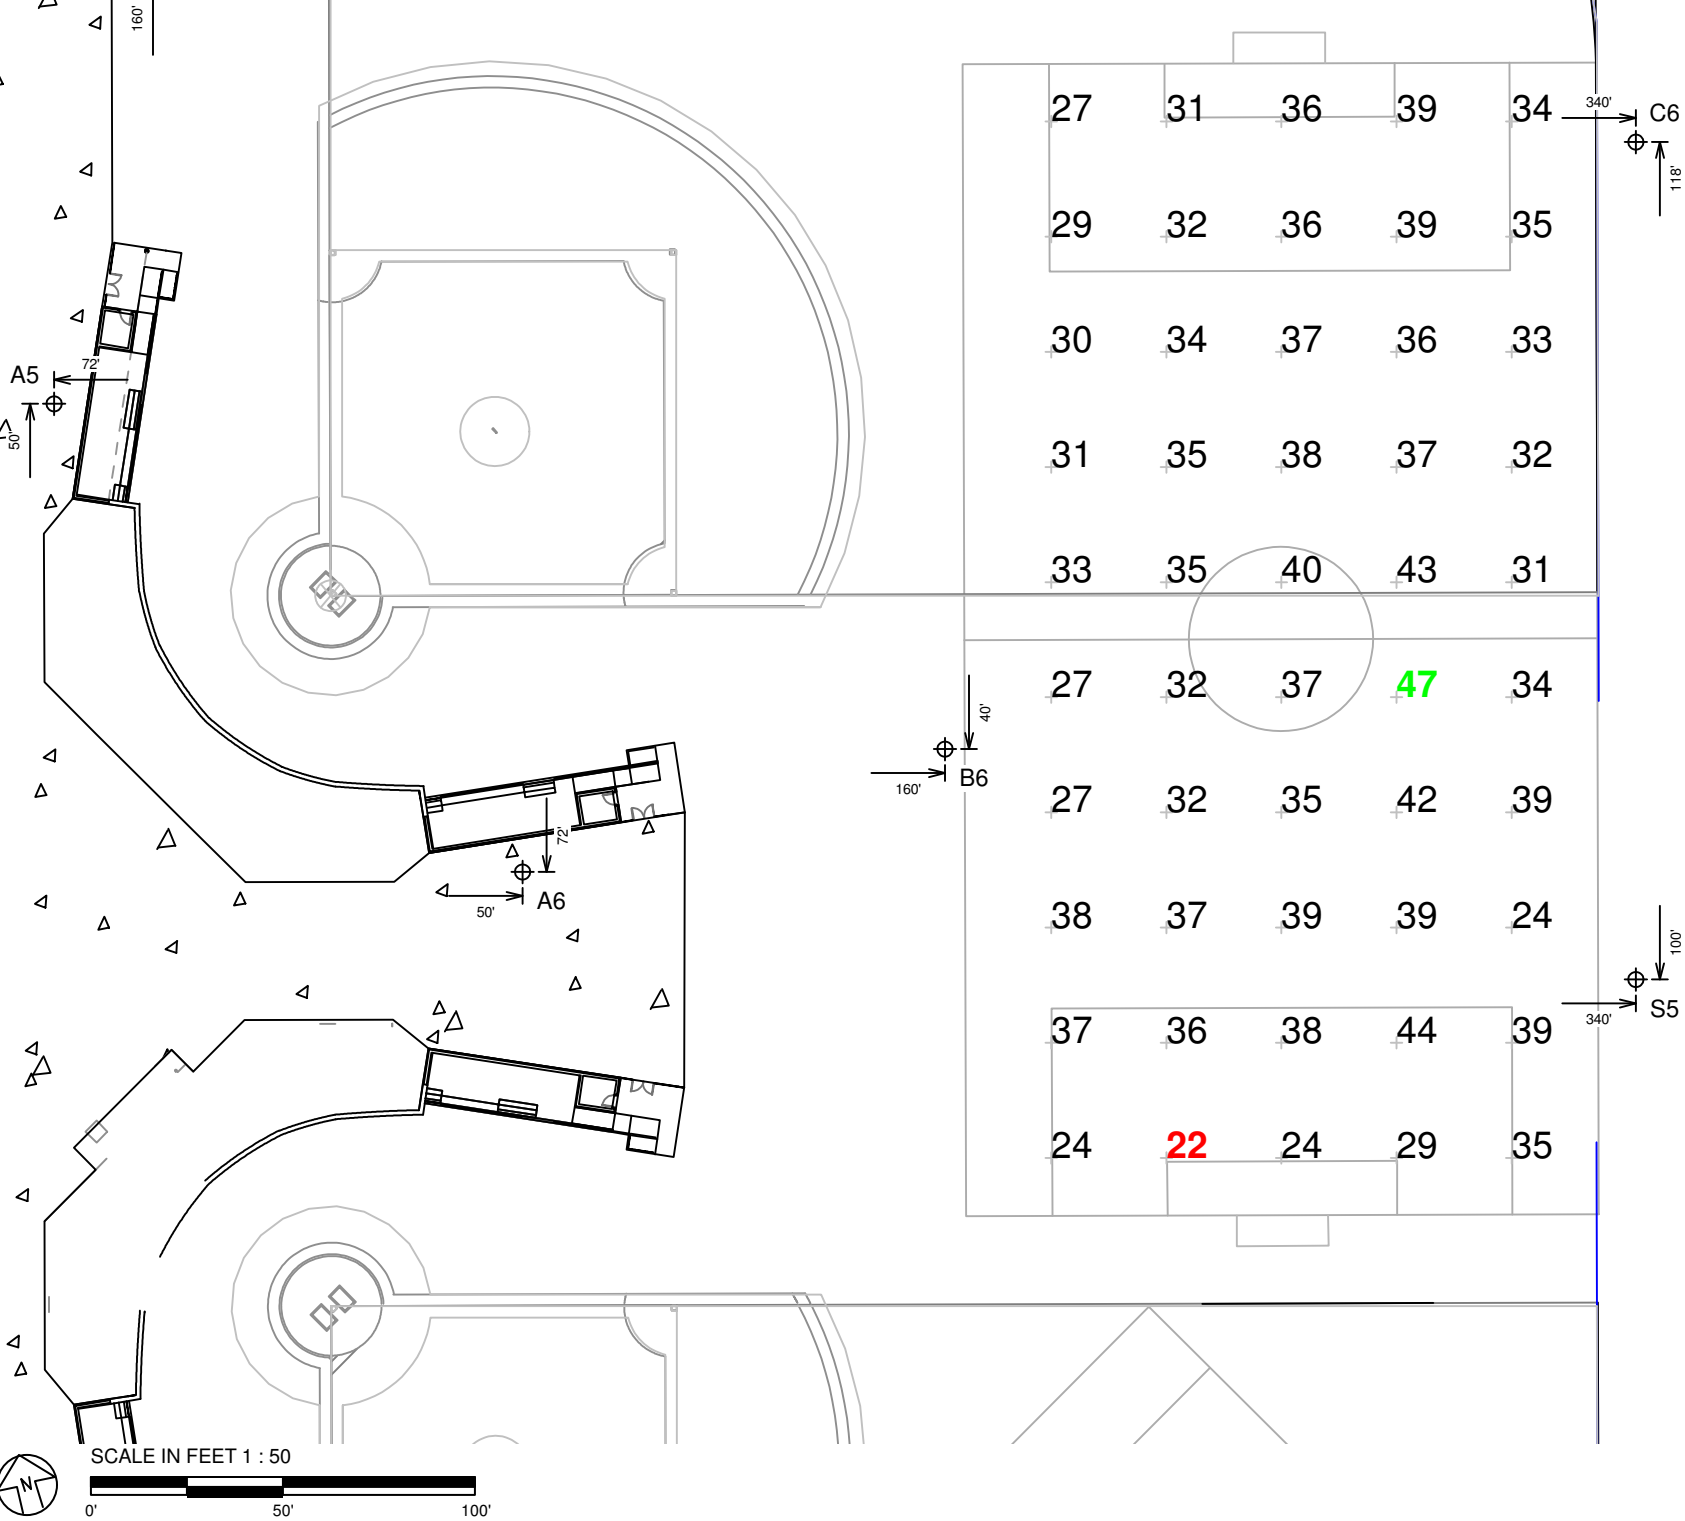 160'
27 31 36 39 34
340'
C6
118'
29 32 36 39 35
30 34 37 36 33
72'
A5
50'
31 35 38 37 32
33 35 40 43 31
27 32 37 47 34
40'
B6
160'
27 32 35 42 39
72'
A6
50'
38 37 39 39 24
100'
S5
340'
37 36 38 44 39
24 22 24 29 35
SCALE IN FEET 1 : 50
N
0' 50' 100'